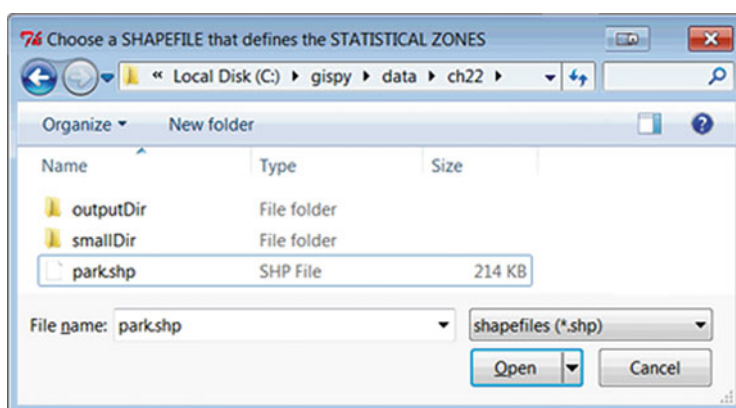 Choose a SHAPEFILE that defines the STATISTICAL ZONES
« Local Disk (C:) ▸ gispy ▸ data ▸ ch22 ▸
Organize ▾ New folder
Name Type Size
outputDir File folder
smallDir File folder
park.shp SHP File 214 KB
File name: park.shp shapefiles (*.shp)
Open Cancel